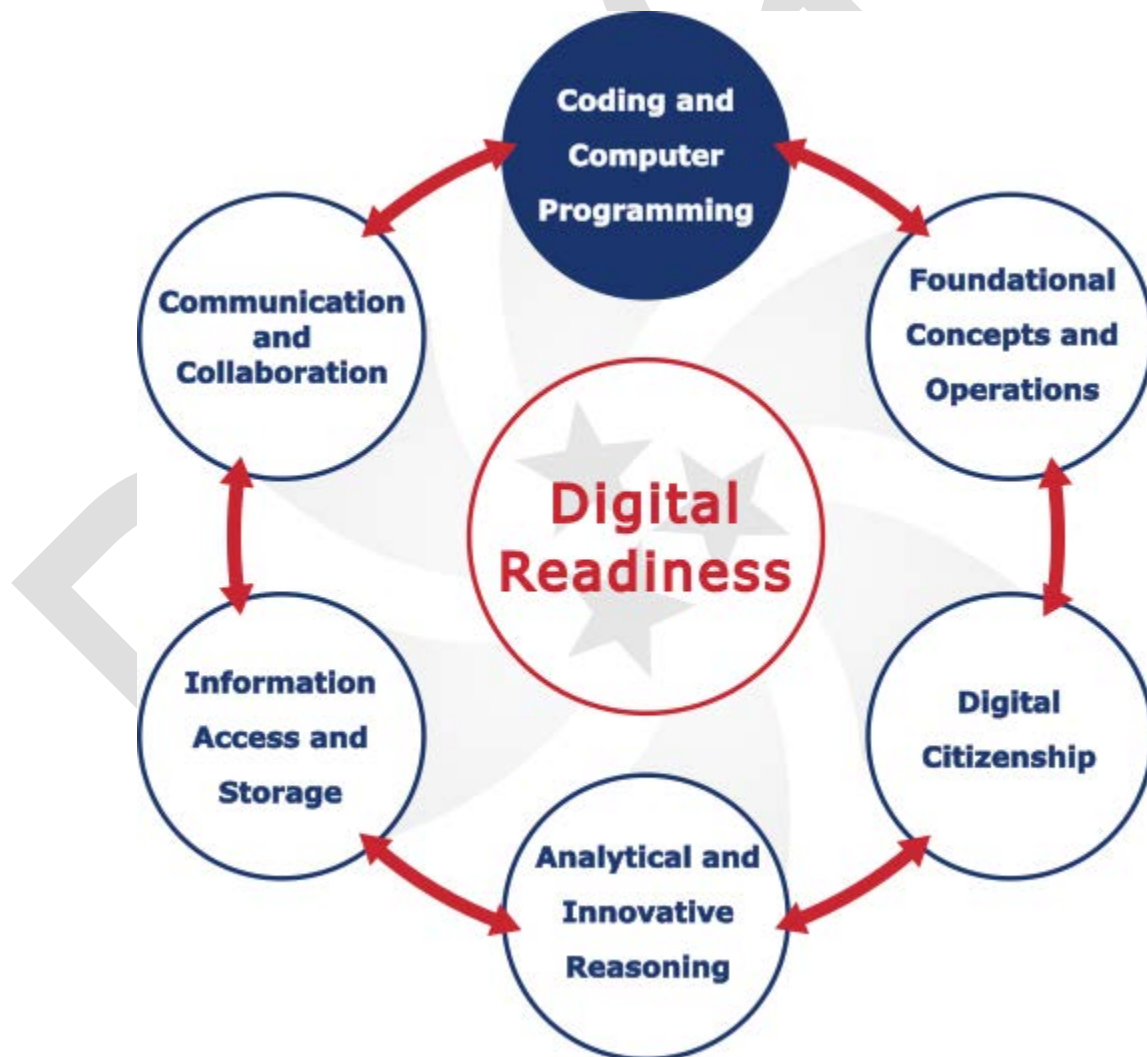 Coding and
Computer
Programming
Foundational
Concepts and
Operations
Digital
Citizenship
Analytical and
Innovative
Reasoning
Information
Access and
Storage
Communication
and
Collaboration
Digital
Readiness